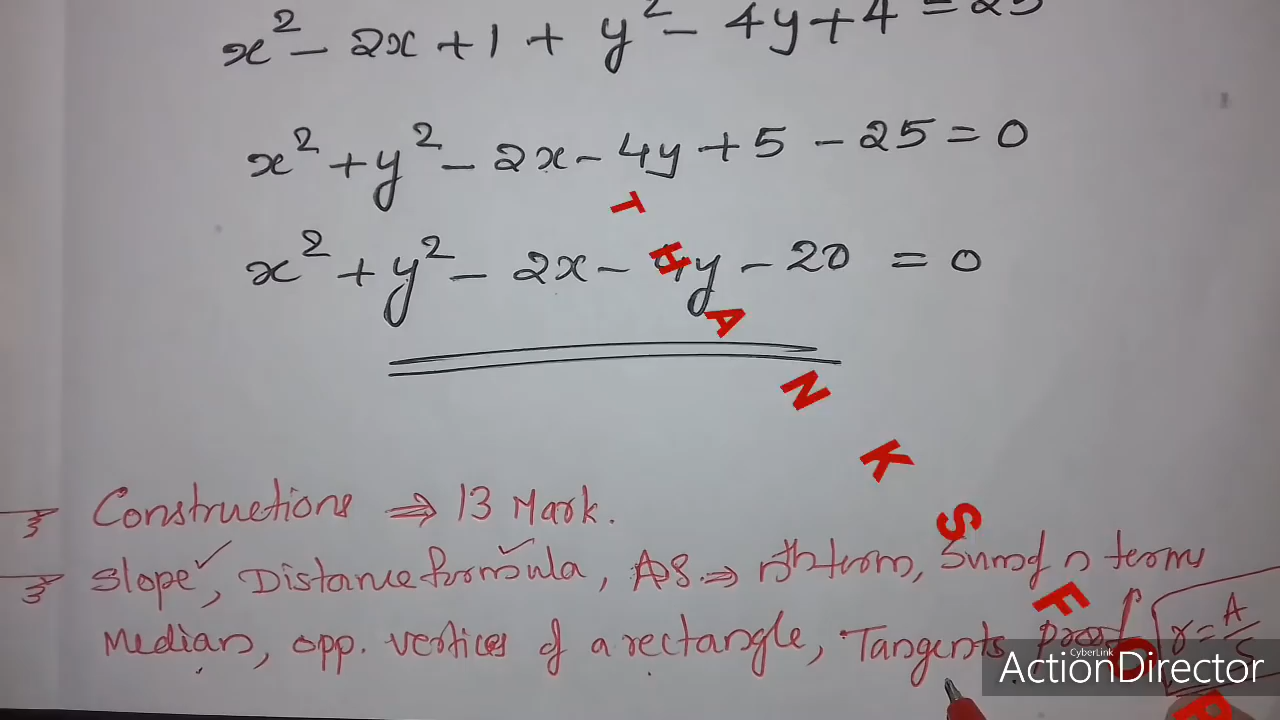 x² - 2x + 1 + y² - 4y + 4 = 25
x² + y² - 2x - 4y + 5 - 25 = 0
x² + y² - 2x - 4y - 20 = 0
Constructions ⇒ 13 Mark.
Slope ✓, Distance formula ✓, AS ⇒ nth term, Sum of n terms
Median, opp. vertices of a rectangle, Tangents proof r = A/S
THANKS FOR
CyberLink
ActionDirector